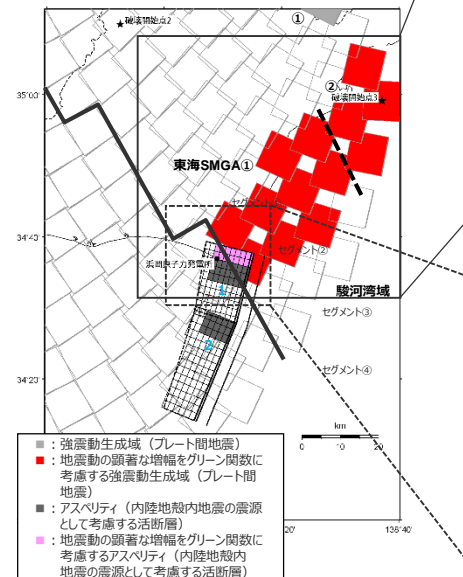 ①
破壊開始点2
35°00'
②
破壊開始点3
東海SMGA①
34°40'
セグメント②
浜岡原子力発電所
1
駿河湾域
セグメント③
2
セグメント④
34°20'
km
0 10 20
138°40'
■：強震動生成域（プレート間地震）
■：地震動の顕著な増幅をグリーン関数に
考慮する強震動生成域（プレート間
地震）
■：アスペリティ（内陸地殻内地震の震源
として考慮する活断層）
■：地震動の顕著な増幅をグリーン関数に
考慮するアスペリティ（内陸地殻内
地震の震源として考慮する活断層）